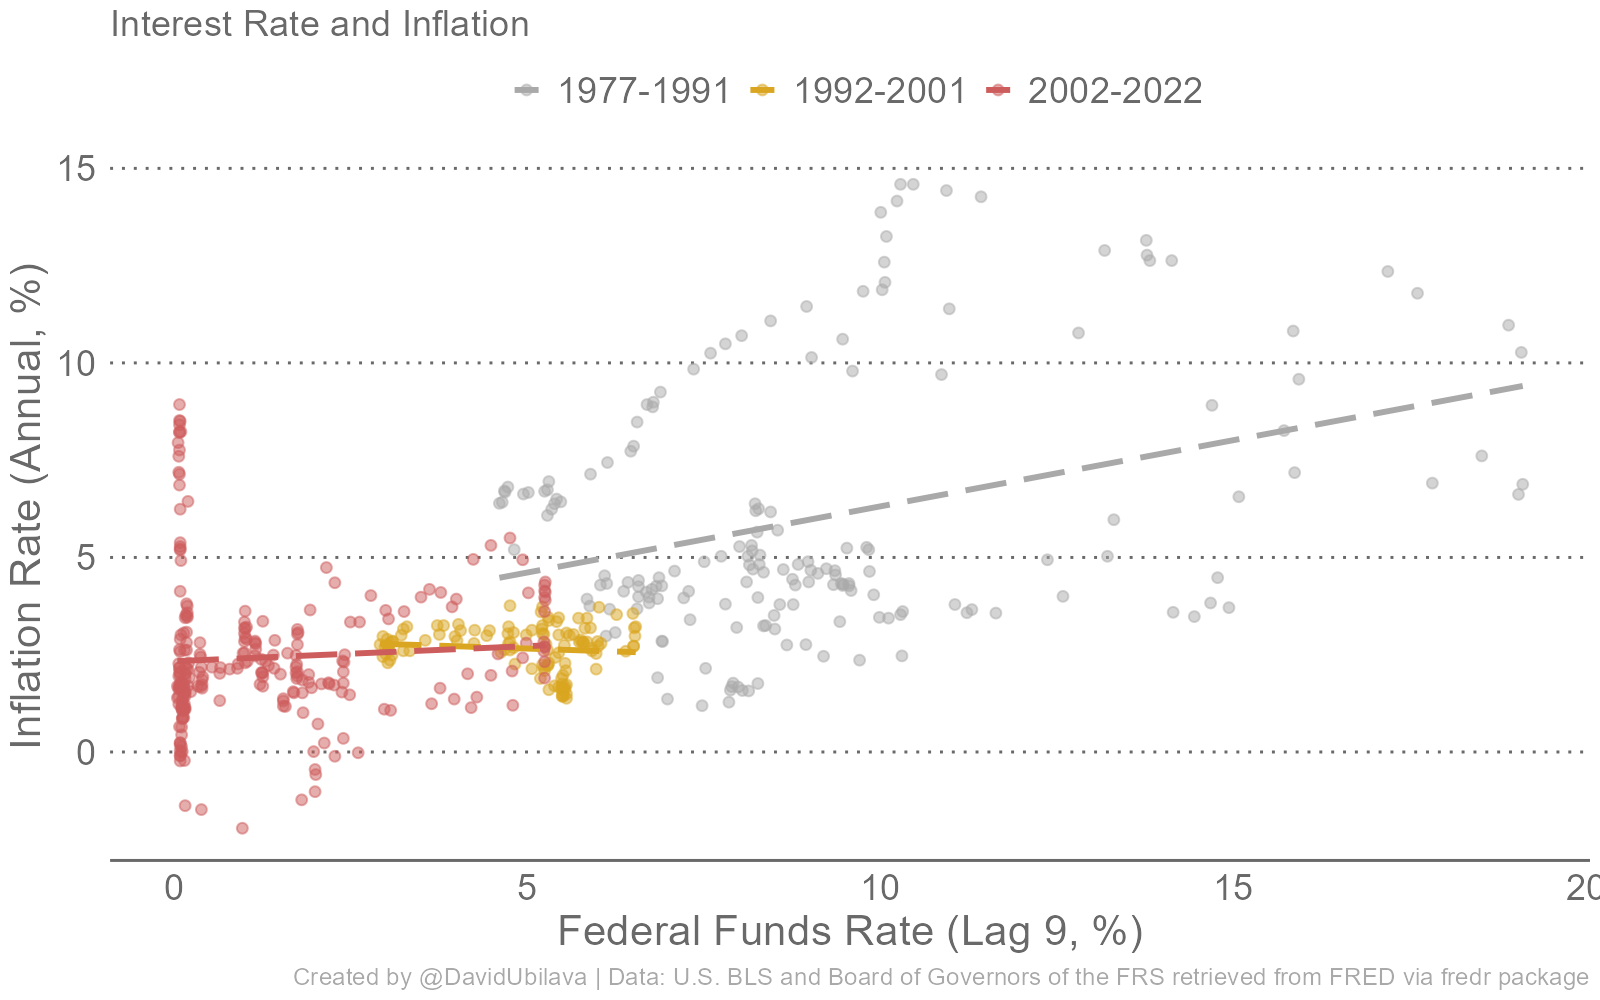 Interest Rate and Inflation
1977-1991 1992-2001 2002-2022
15
10
5
0
Inflation Rate (Annual, %)
0 5 10 15 20
Federal Funds Rate (Lag 9, %)
Created by @DavidUbilava | Data: U.S. BLS and Board of Governors of the FRS retrieved from FRED via fredr package